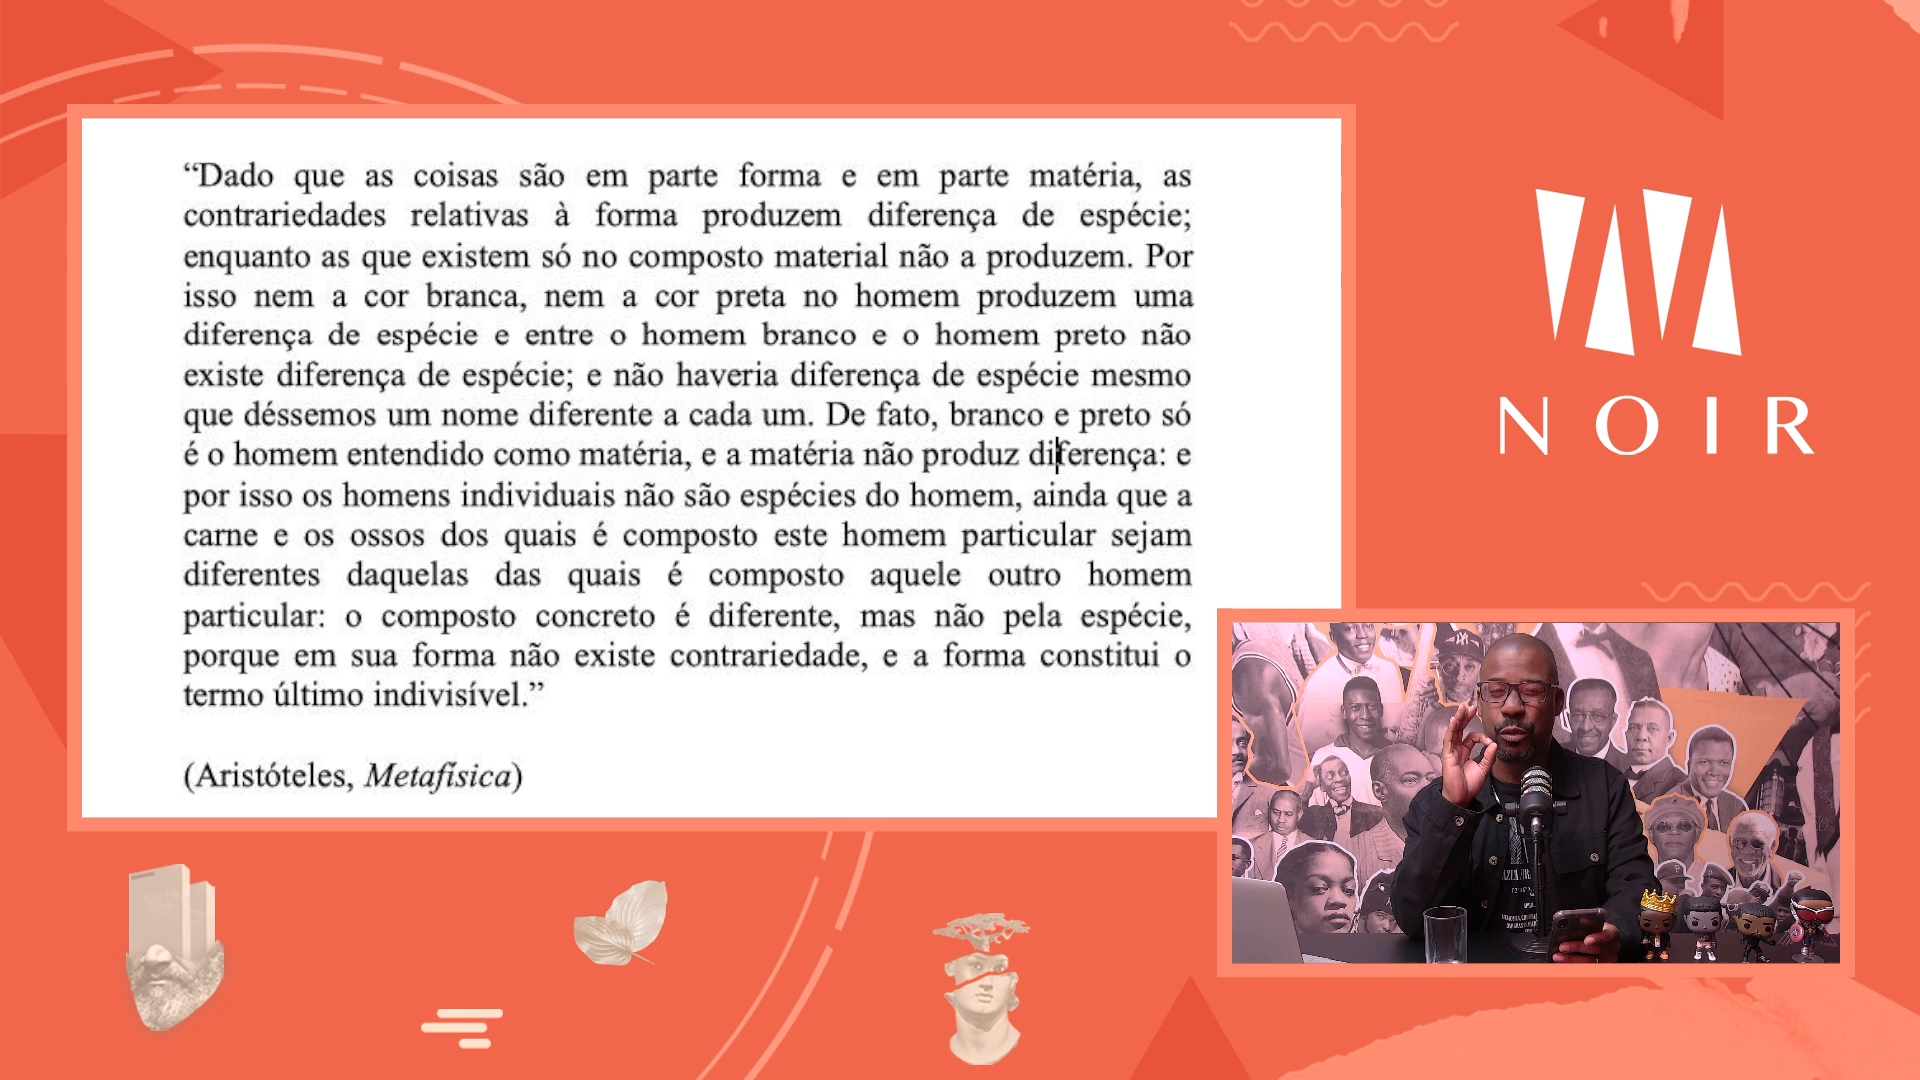 “Dado que as coisas são em parte forma e em parte matéria, as
contrariedades relativas à forma produzem diferença de espécie;
enquanto as que existem só no composto material não a produzem. Por
isso nem a cor branca, nem a cor preta no homem produzem uma
diferença de espécie e entre o homem branco e o homem preto não
existe diferença de espécie; e não haveria diferença de espécie mesmo
que déssemos um nome diferente a cada um. De fato, branco e preto só
é o homem entendido como matéria, e a matéria não produz diferença: e
por isso os homens individuais não são espécies do homem, ainda que a
carne e os ossos dos quais é composto este homem particular sejam
diferentes daquelas das quais é composto aquele outro homem
particular: o composto concreto é diferente, mas não pela espécie,
porque em sua forma não existe contrariedade, e a forma constitui o
termo último indivisível.”
(Aristóteles, Metafísica)
NOIR